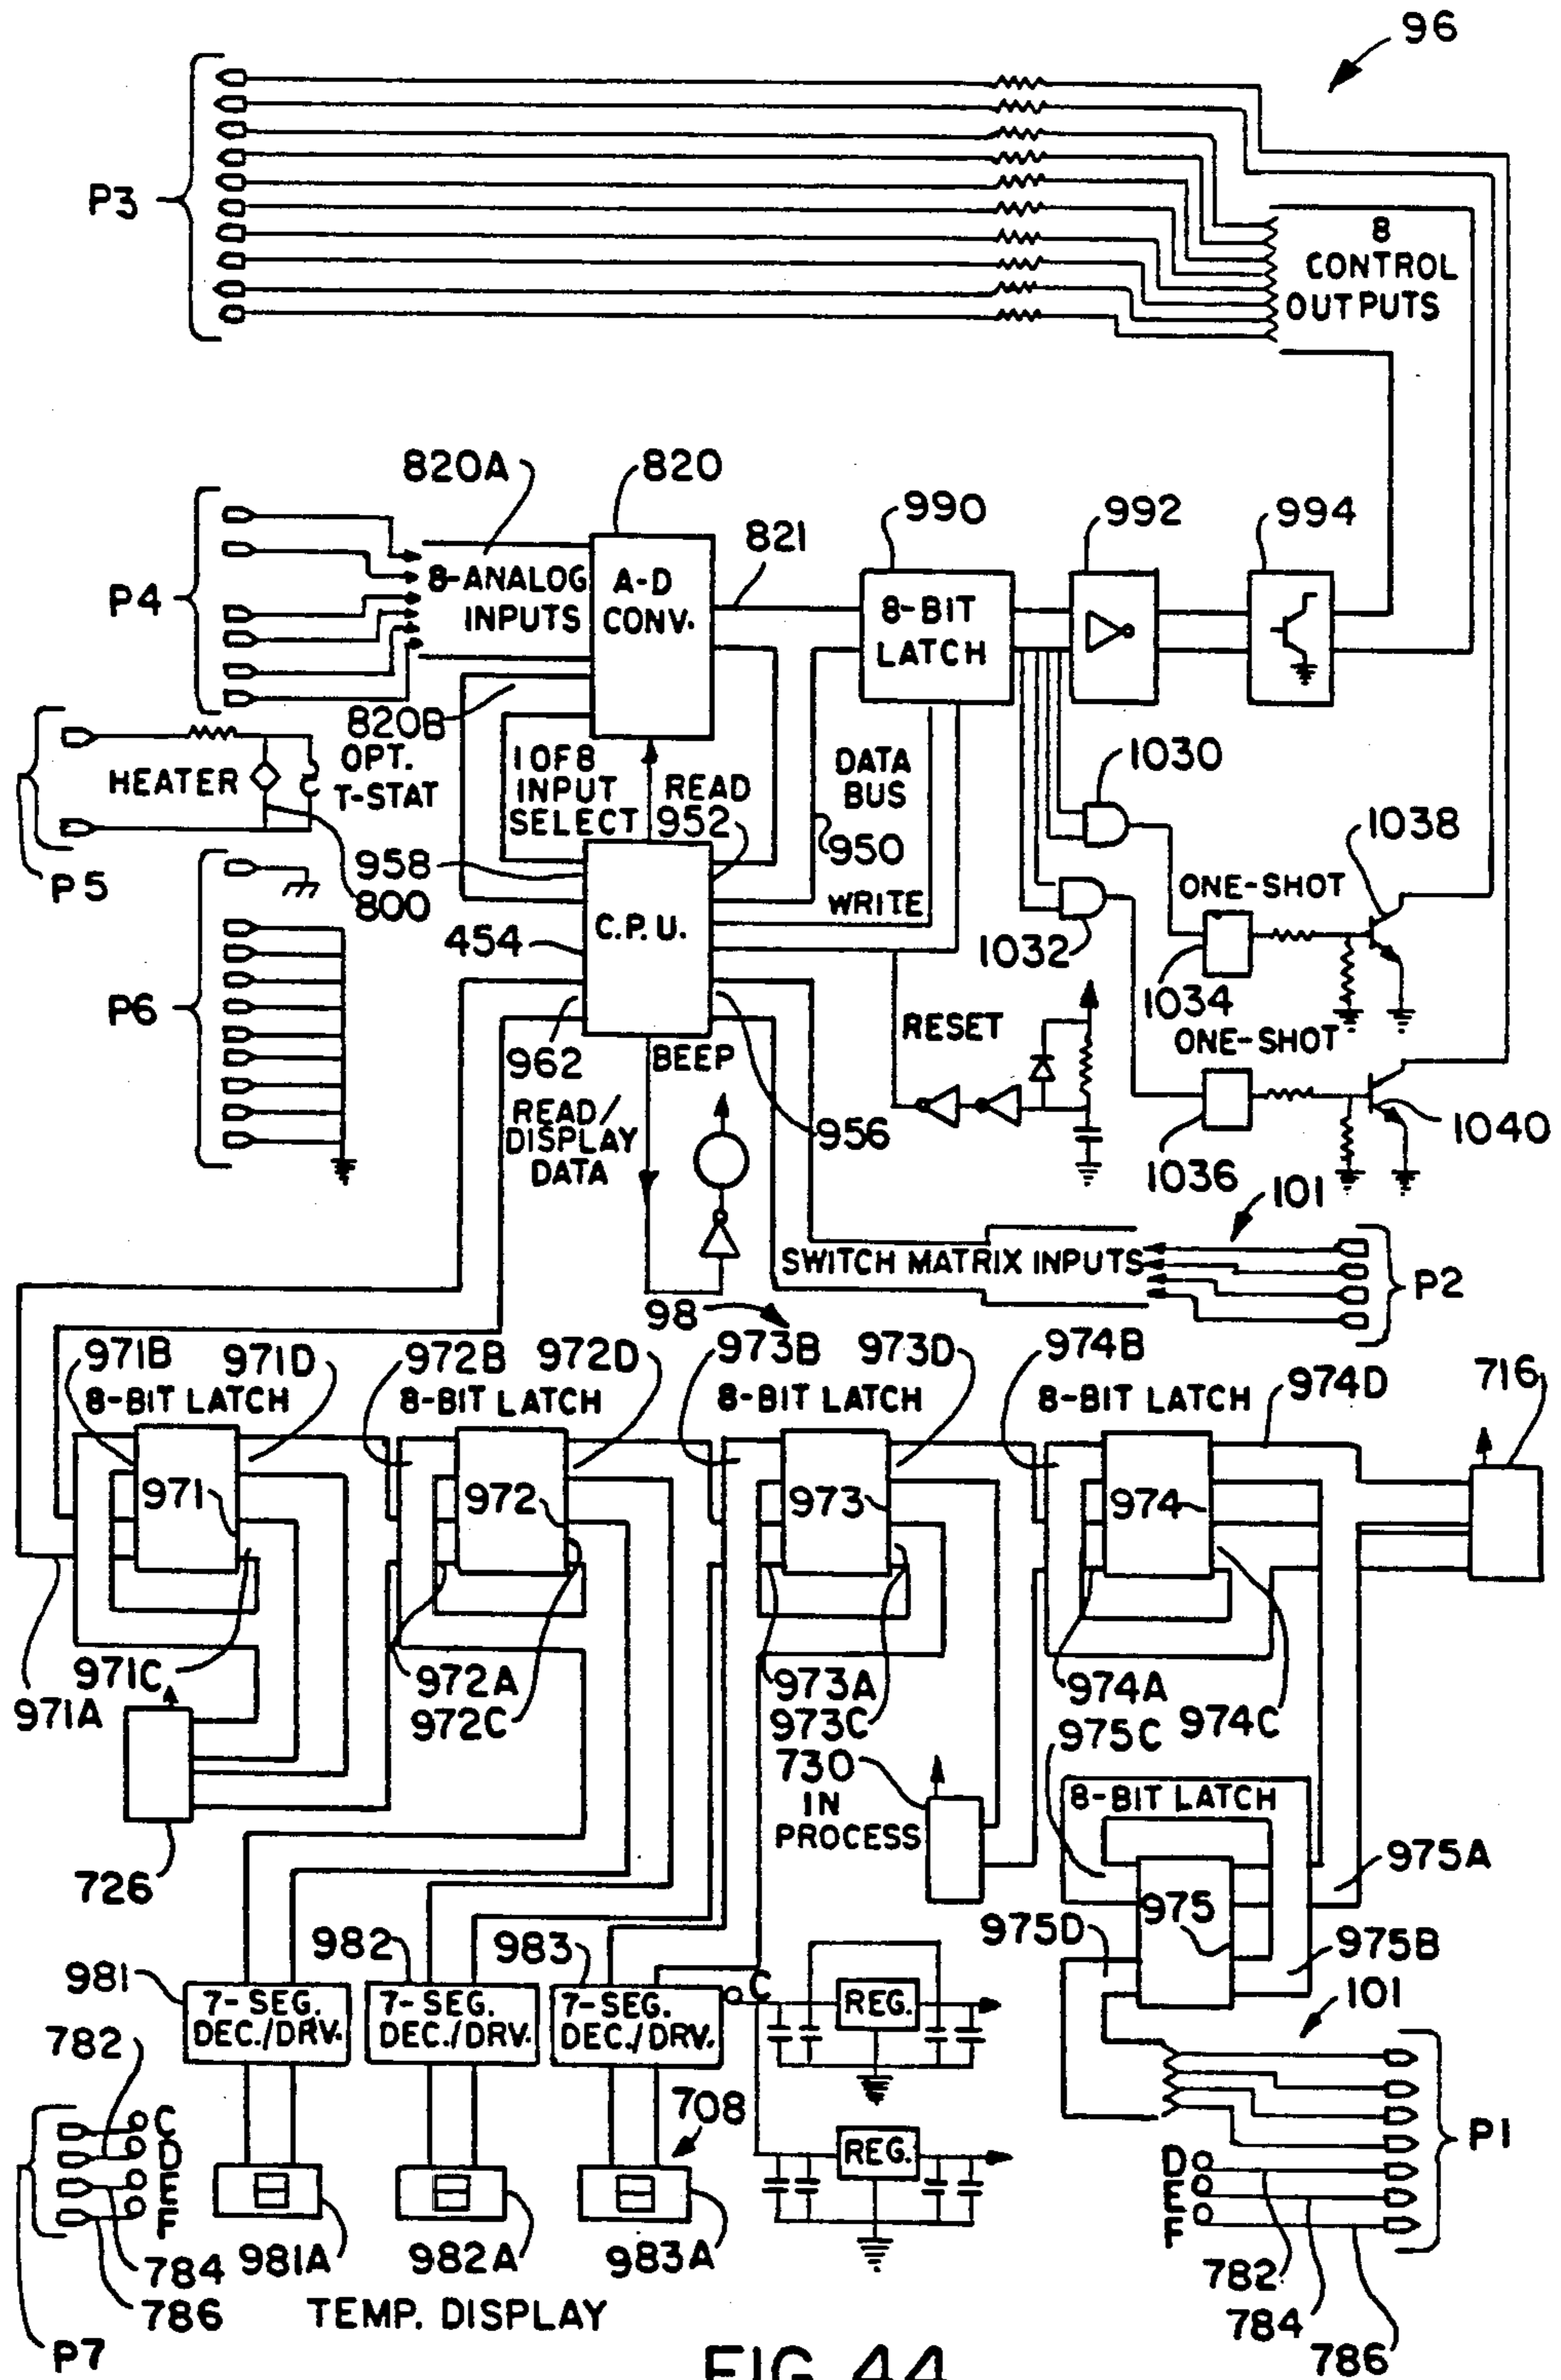 96
P3
8
CONTROL
OUTPUTS
820A
820
821
990
992
994
P4
8-ANALOG
INPUTS
A-D
CONV.
8-BIT
LATCH
820B
OPT.
T-STAT
HEATER
1 OF 8
INPUT
SELECT
READ
952
DATA
BUS
950
1030
1038
P5
958
800
WRITE
ONE-SHOT
C.P.U.
454
1032
1034
P6
RESET
ONE-SHOT
962
BEEP
READ/
DISPLAY
DATA
956
1040
1036
101
SWITCH MATRIX INPUTS
P2
98
971B
971D
972B
972D
973B
973D
974B
974D
716
8-BIT LATCH
8-BIT LATCH
8-BIT LATCH
8-BIT LATCH
971
972
973
974
971C
971A
972A
972C
973A
973C
974A
974C
975C
730
IN
PROCESS
8-BIT LATCH
726
975A
975
975D
975B
981
982
983
C
7-SEG.
DEC./DRV.
7-SEG.
DEC./DRV.
7-SEG.
DEC./DRV.
REG.
101
782
C
D
E
F
708
REG.
P1
D
E
F
784
786
981A
982A
983A
782
784
786
TEMP. DISPLAY
P7
FIG. 44